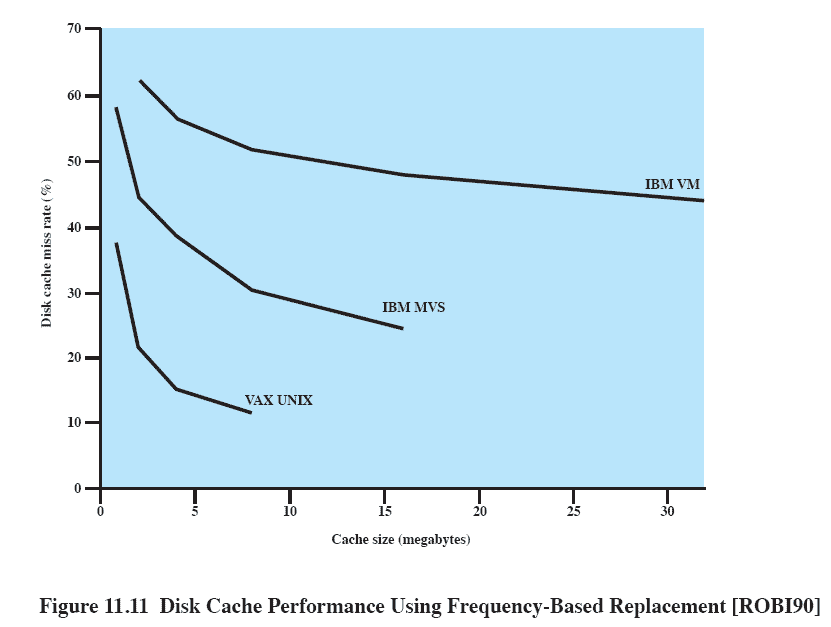 70
60
50
40
30
20
10
0
Disk cache miss rate (%)
IBM VM
IBM MVS
VAX UNIX
0 5 10 15 20 25 30
Cache size (megabytes)
Figure 11.11 Disk Cache Performance Using Frequency-Based Replacement [ROBI90]